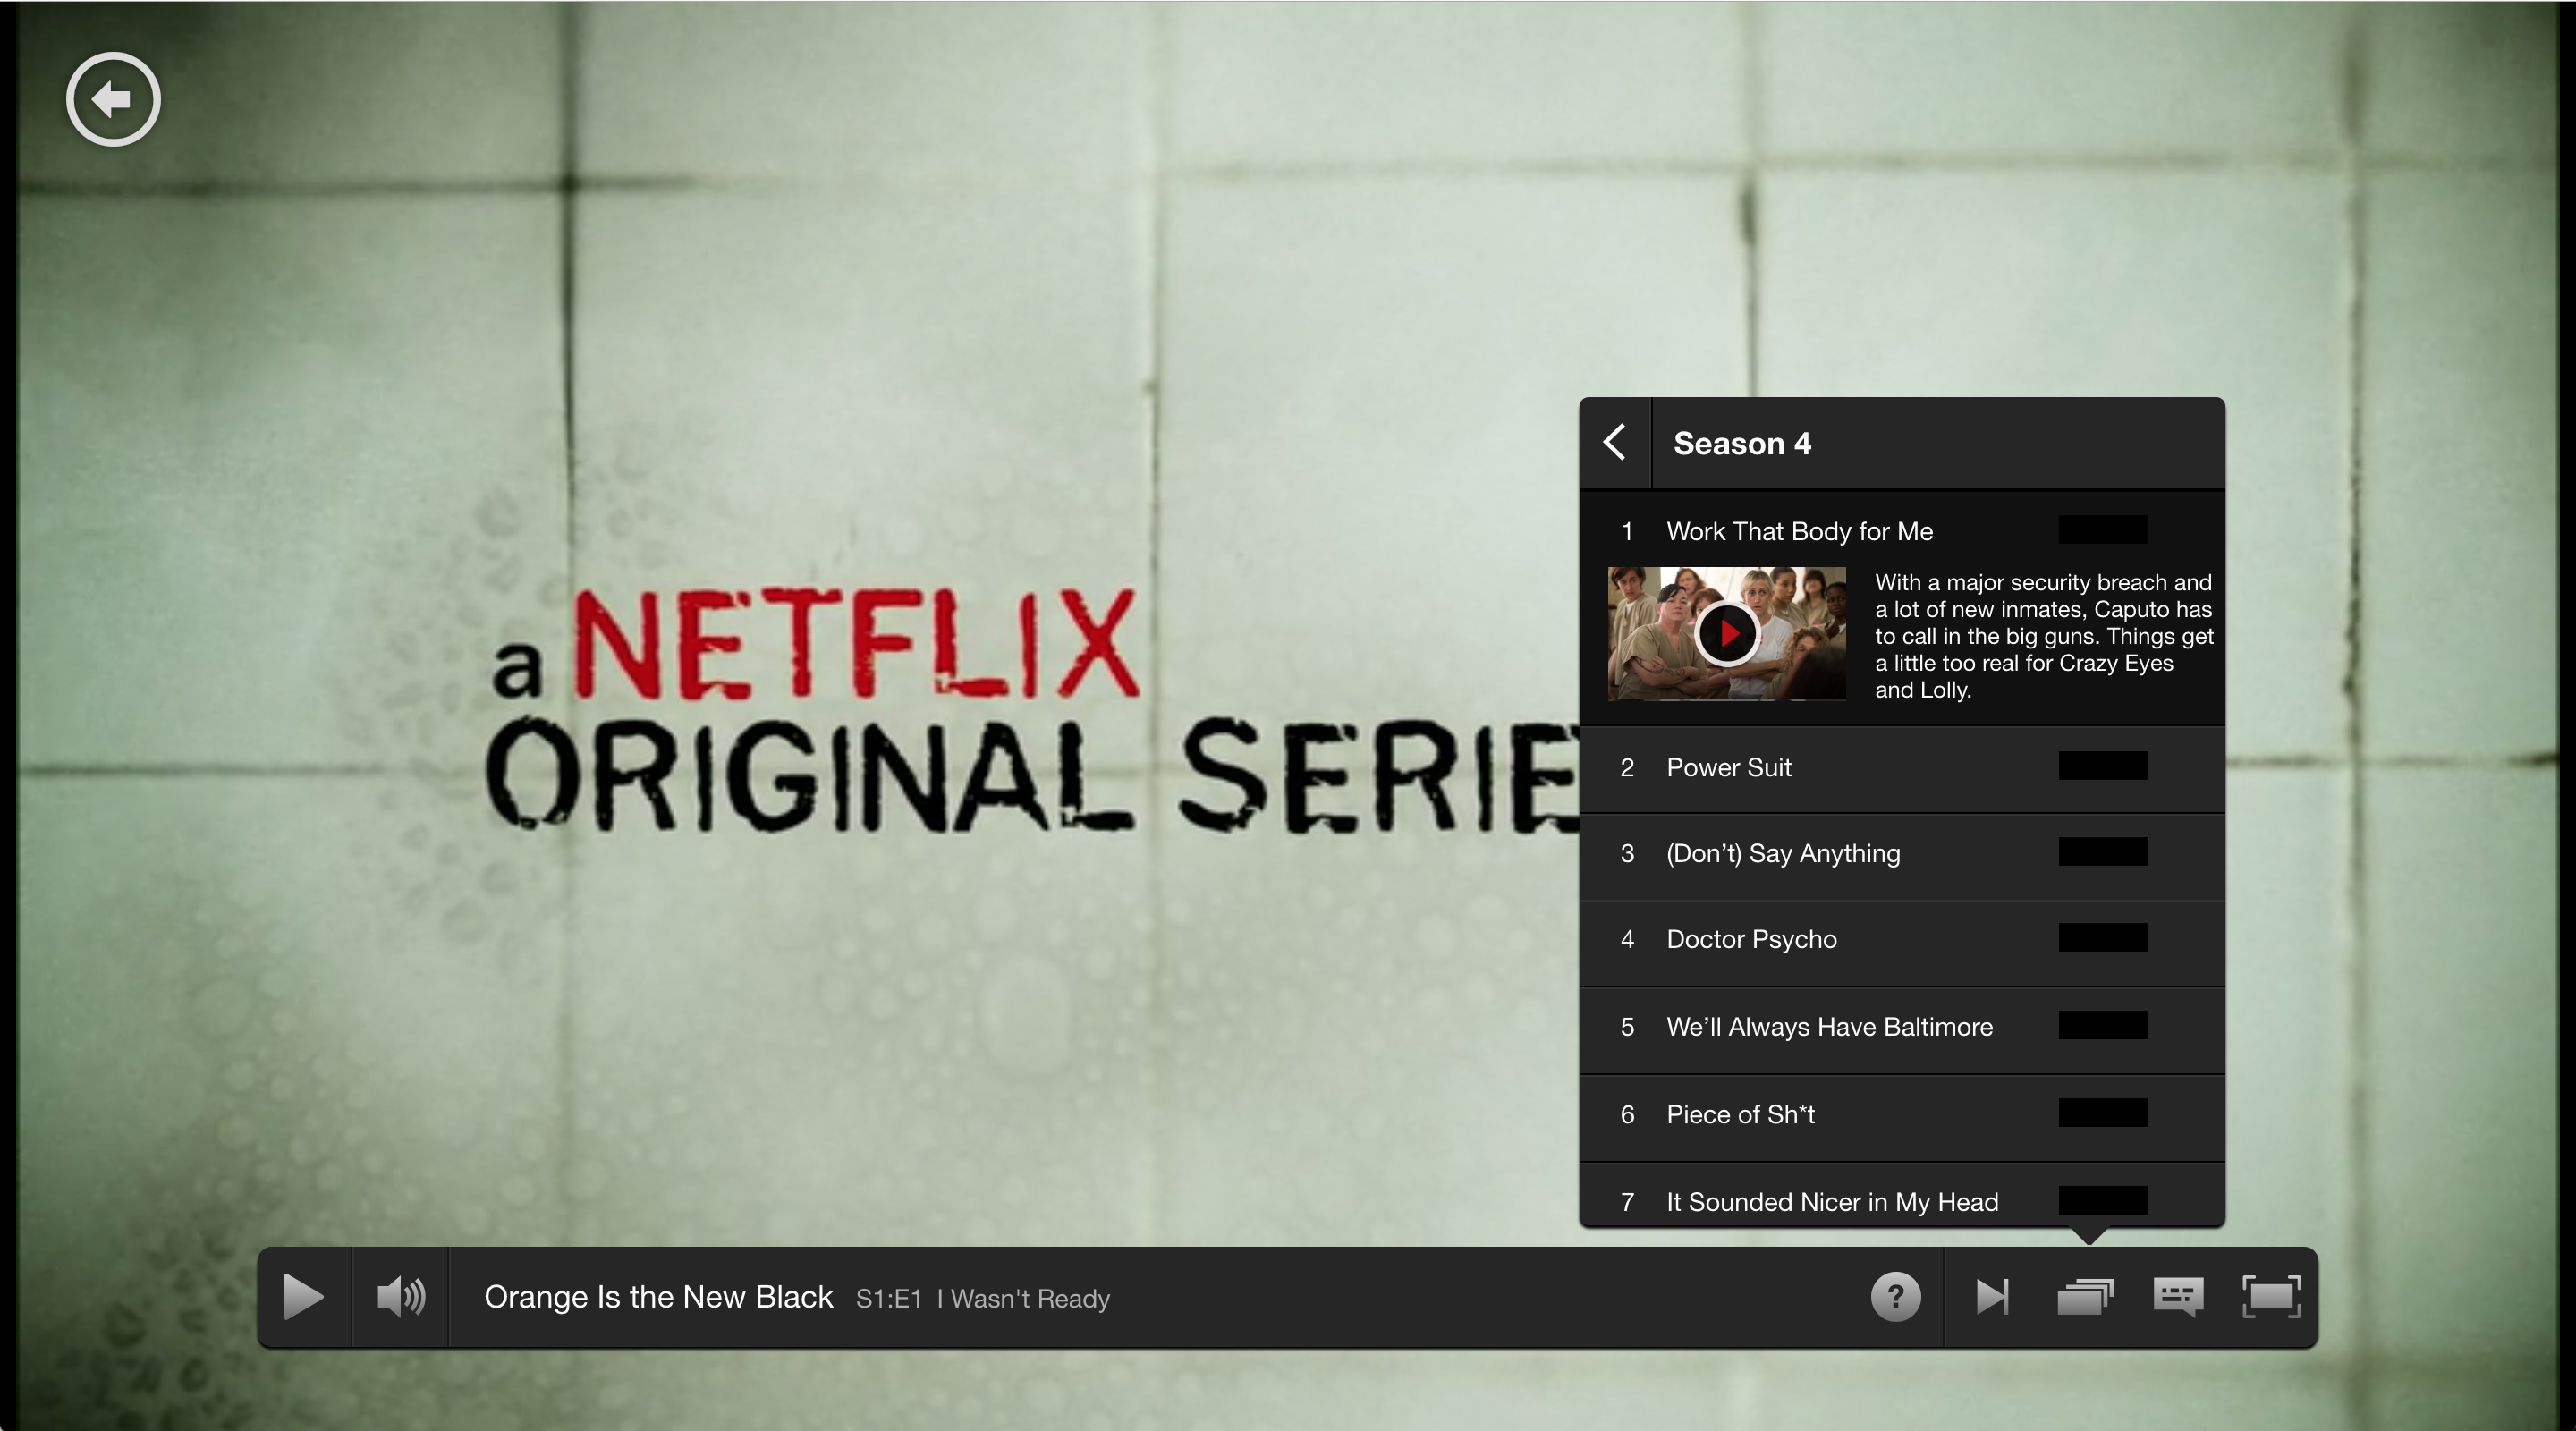 a NETFLIX
ORIGINAL SERIE
Season 4
1 Work That Body for Me
With a major security breach and
a lot of new inmates, Caputo has
to call in the big guns. Things get
a little too real for Crazy Eyes
and Lolly.
2 Power Suit
3 (Don’t) Say Anything
4 Doctor Psycho
5 We’ll Always Have Baltimore
6 Piece of Sh*t
7 It Sounded Nicer in My Head
Orange Is the New Black S1:E1 I Wasn't Ready ?